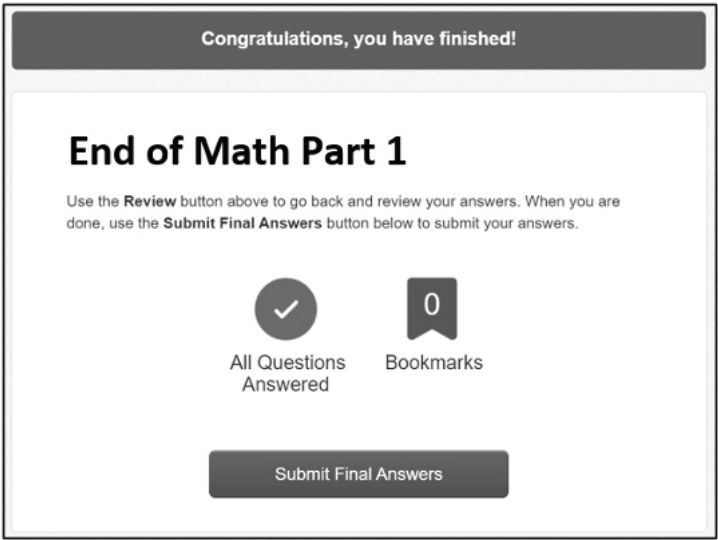 Congratulations, you have finished!
End of Math Part 1
Use the Review button above to go back and review your answers. When you are
done, use the Submit Final Answers button below to submit your answers.
0
All Questions
Answered
Bookmarks
Submit Final Answers